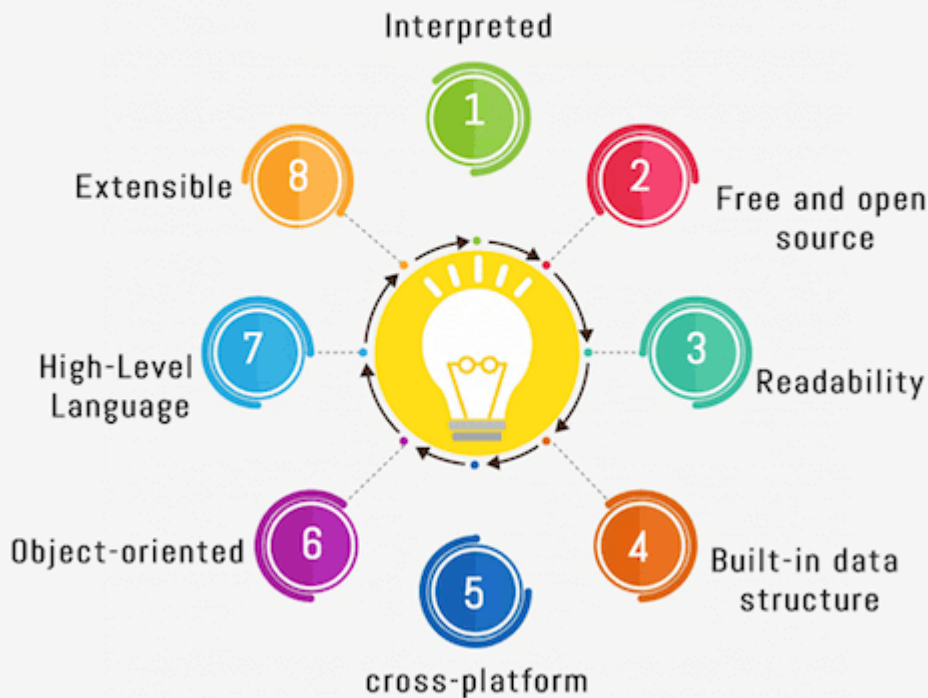 Interpreted
1
2
Free and open
source
3
Readability
4
Built-in data
structure
5
cross-platform
6
Object-oriented
7
High-Level
Language
8
Extensible